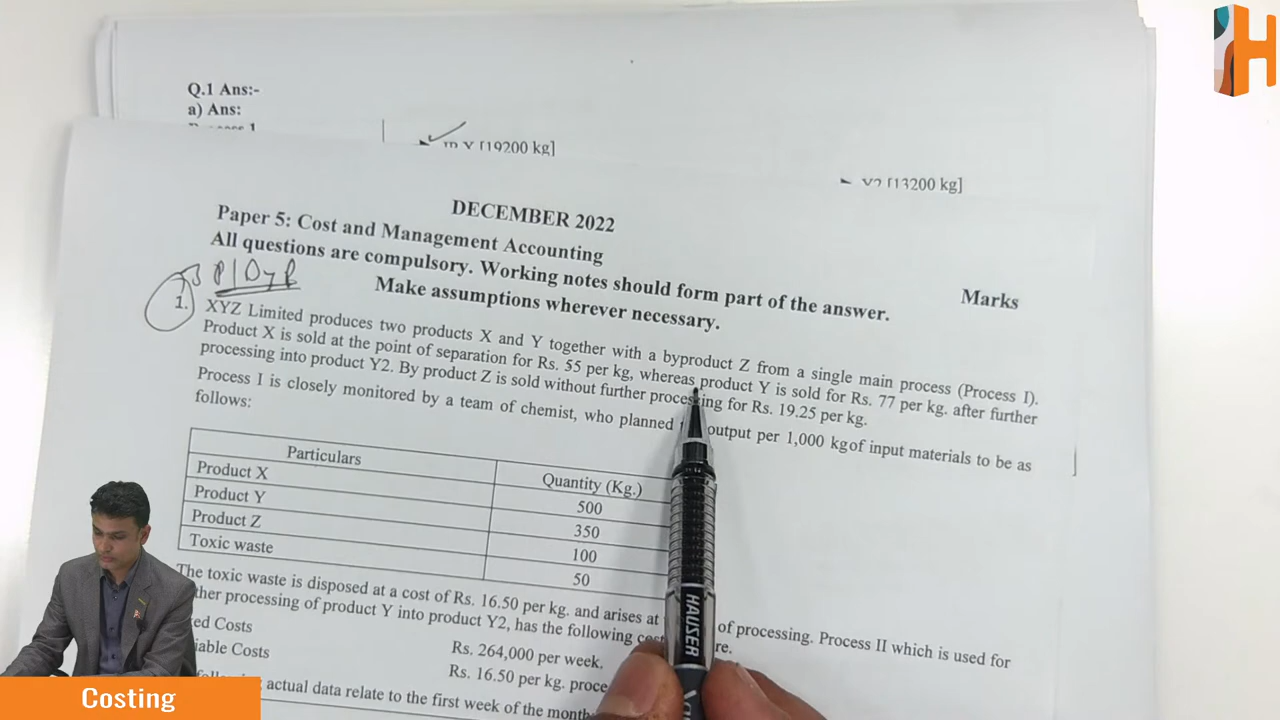 H
Q.1 Ans:-
a) Ans:
[19200 kg]
Y2 [13200 kg]
DECEMBER 2022
Paper 5: Cost and Management Accounting
All questions are compulsory. Working notes should form part of the answer.
Make assumptions wherever necessary.
Marks
1. XYZ Limited produces two products X and Y together with a byproduct Z from a single main process (Process I).
Product X is sold at the point of separation for Rs. 55 per kg, whereas product Y is sold for Rs. 77 per kg. after further
processing into product Y2. By product Z is sold without further processing for Rs. 19.25 per kg.
Process I is closely monitored by a team of chemist, who planned output per 1,000 kg of input materials to be as
follows:
Particulars Quantity (Kg.)
Product X 500
Product Y 350
Product Z 100
Toxic waste 50
The toxic waste is disposed at a cost of Rs. 16.50 per kg. and arises at of processing. Process II which is used for
processing of product Y into product Y2, has the following
Costs Rs. 264,000 per week.
Costs Rs. 16.50 per kg.
actual data relate to the first week of the
HAUSER
Costing